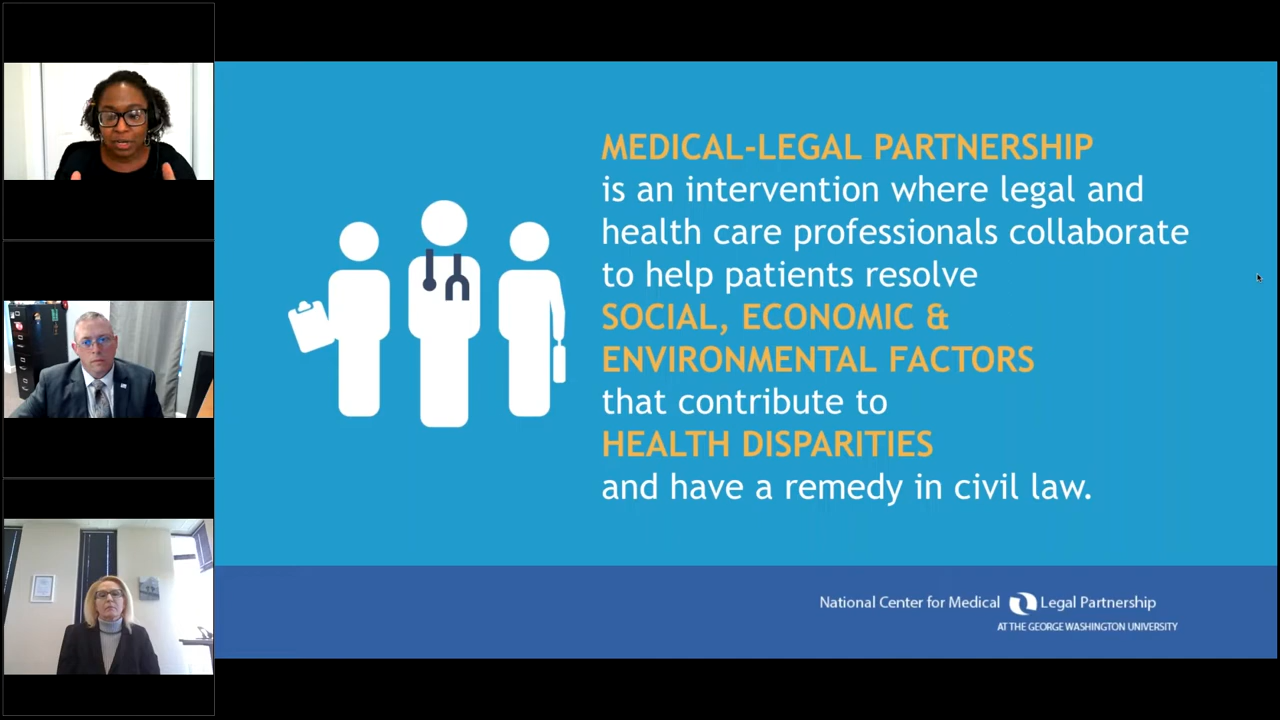 MEDICAL-LEGAL PARTNERSHIP
is an intervention where legal and
health care professionals collaborate
to help patients resolve
SOCIAL, ECONOMIC &
ENVIRONMENTAL FACTORS
that contribute to
HEALTH DISPARITIES
and have a remedy in civil law.
National Center for Medical Legal Partnership
AT THE GEORGE WASHINGTON UNIVERSITY